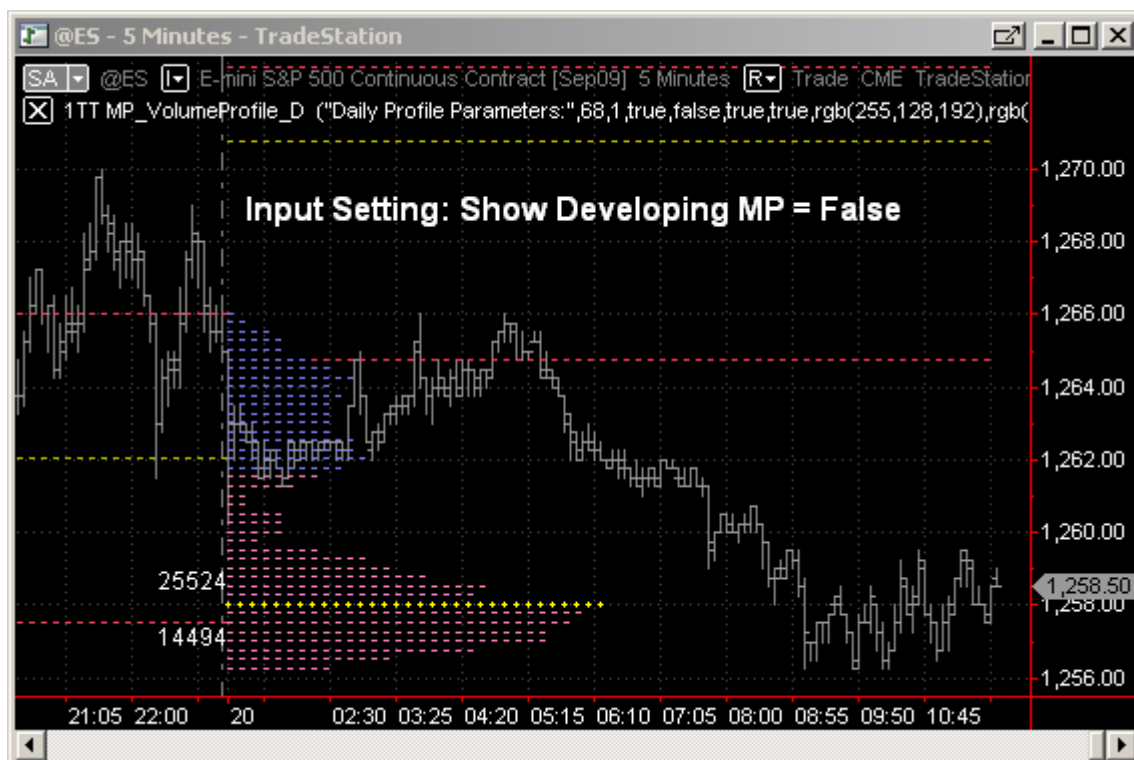 @ES - 5 Minutes - TradeStation
SA @ES I E-mini S&P 500 Continuous Contract [Sep09] 5 Minutes R Trade CME TradeStation
1TT MP_VolumeProfile_D ("Daily Profile Parameters:",68,1,true,false,true,true,rgb(255,128,192),rgb(
1,270.00
Input Setting: Show Developing MP = False
1,268.00
1,266.00
1,264.00
1,262.00
1,260.00
25524
1,258.50
1,258.00
14494
1,256.00
21:05 22:00 20 02:30 03:25 04:20 05:15 06:10 07:05 08:00 08:55 09:50 10:45